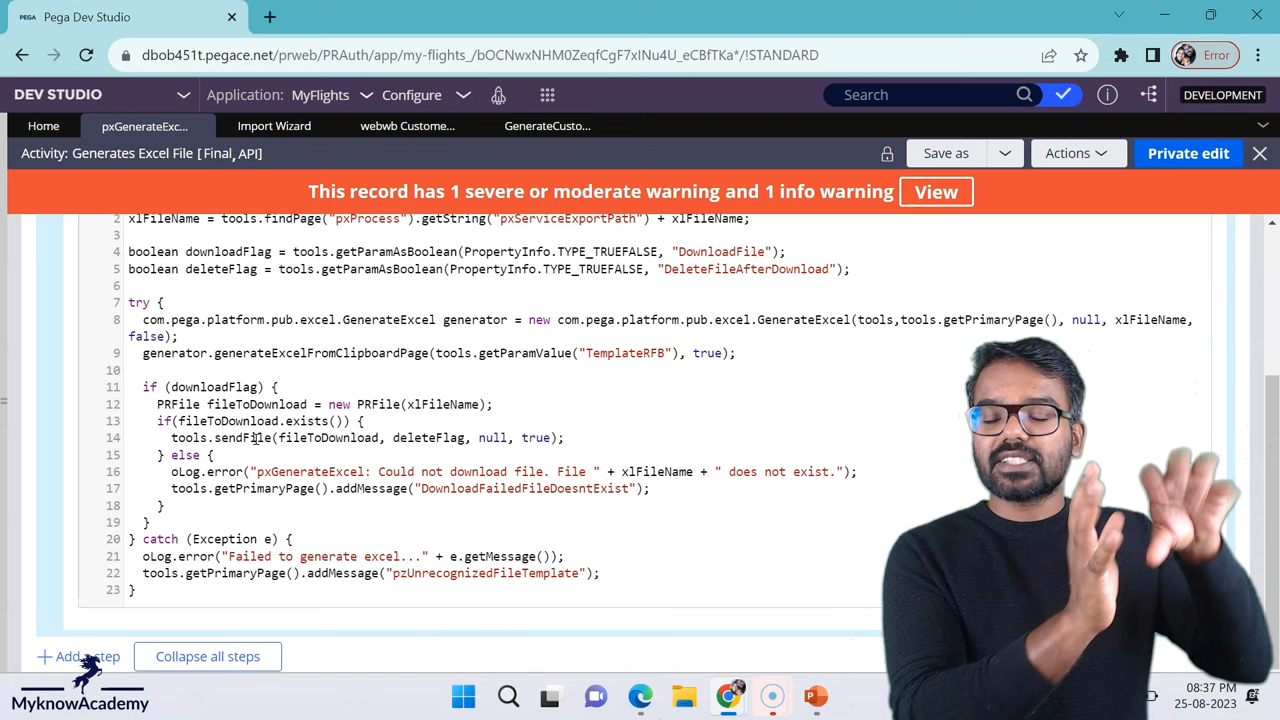 PEGA Pega Dev Studio
dbob451t.pegace.net/prweb/PRAuth/app/my-flights_/bOCNwxNHM0ZeqfCgF7xINu4U_eCBfTKa*/!STANDARD
Error
DEV STUDIO
Application: MyFlights
Configure
Search
DEVELOPMENT
Home
pxGenerateExc...
Import Wizard
webwb Custome...
GenerateCusto...
Activity: Generates Excel File [ Final, API]
Save as
Actions
Private edit
This record has 1 severe or moderate warning and 1 info warning
View
2 xlFileName = tools.findPage("pxProcess").getString("pxServiceExportPath") + xlFileName;
3
4 boolean downloadFlag = tools.getParamAsBoolean(PropertyInfo.TYPE_TRUEFALSE, "DownloadFile");
5 boolean deleteFlag = tools.getParamAsBoolean(PropertyInfo.TYPE_TRUEFALSE, "DeleteFileAfterDownload");
6
7 try {
8 com.pega.platform.pub.excel.GenerateExcel generator = new com.pega.platform.pub.excel.GenerateExcel(tools,tools.getPrimaryPage(), null, xlFileName,
false);
9 generator.generateExcelFromClipboardPage(tools.getParamValue("TemplateRFB"), true);
10
11 if (downloadFlag) {
12 PRFile fileToDownload = new PRFile(xlFileName);
13 if(fileToDownload.exists()) {
14 tools.sendFile(fileToDownload, deleteFlag, null, true);
15 } else {
16 oLog.error("pxGenerateExcel: Could not download file. File " + xlFileName + " does not exist.");
17 tools.getPrimaryPage().addMessage("DownloadFailedFileDoesntExist");
18 }
19 }
20 } catch (Exception e) {
21 oLog.error("Failed to generate excel..." + e.getMessage());
22 tools.getPrimaryPage().addMessage("pzUnrecognizedFileTemplate");
23 }
Add a step
Collapse all steps
MyknowAcademy
08:37 PM
25-08-2023